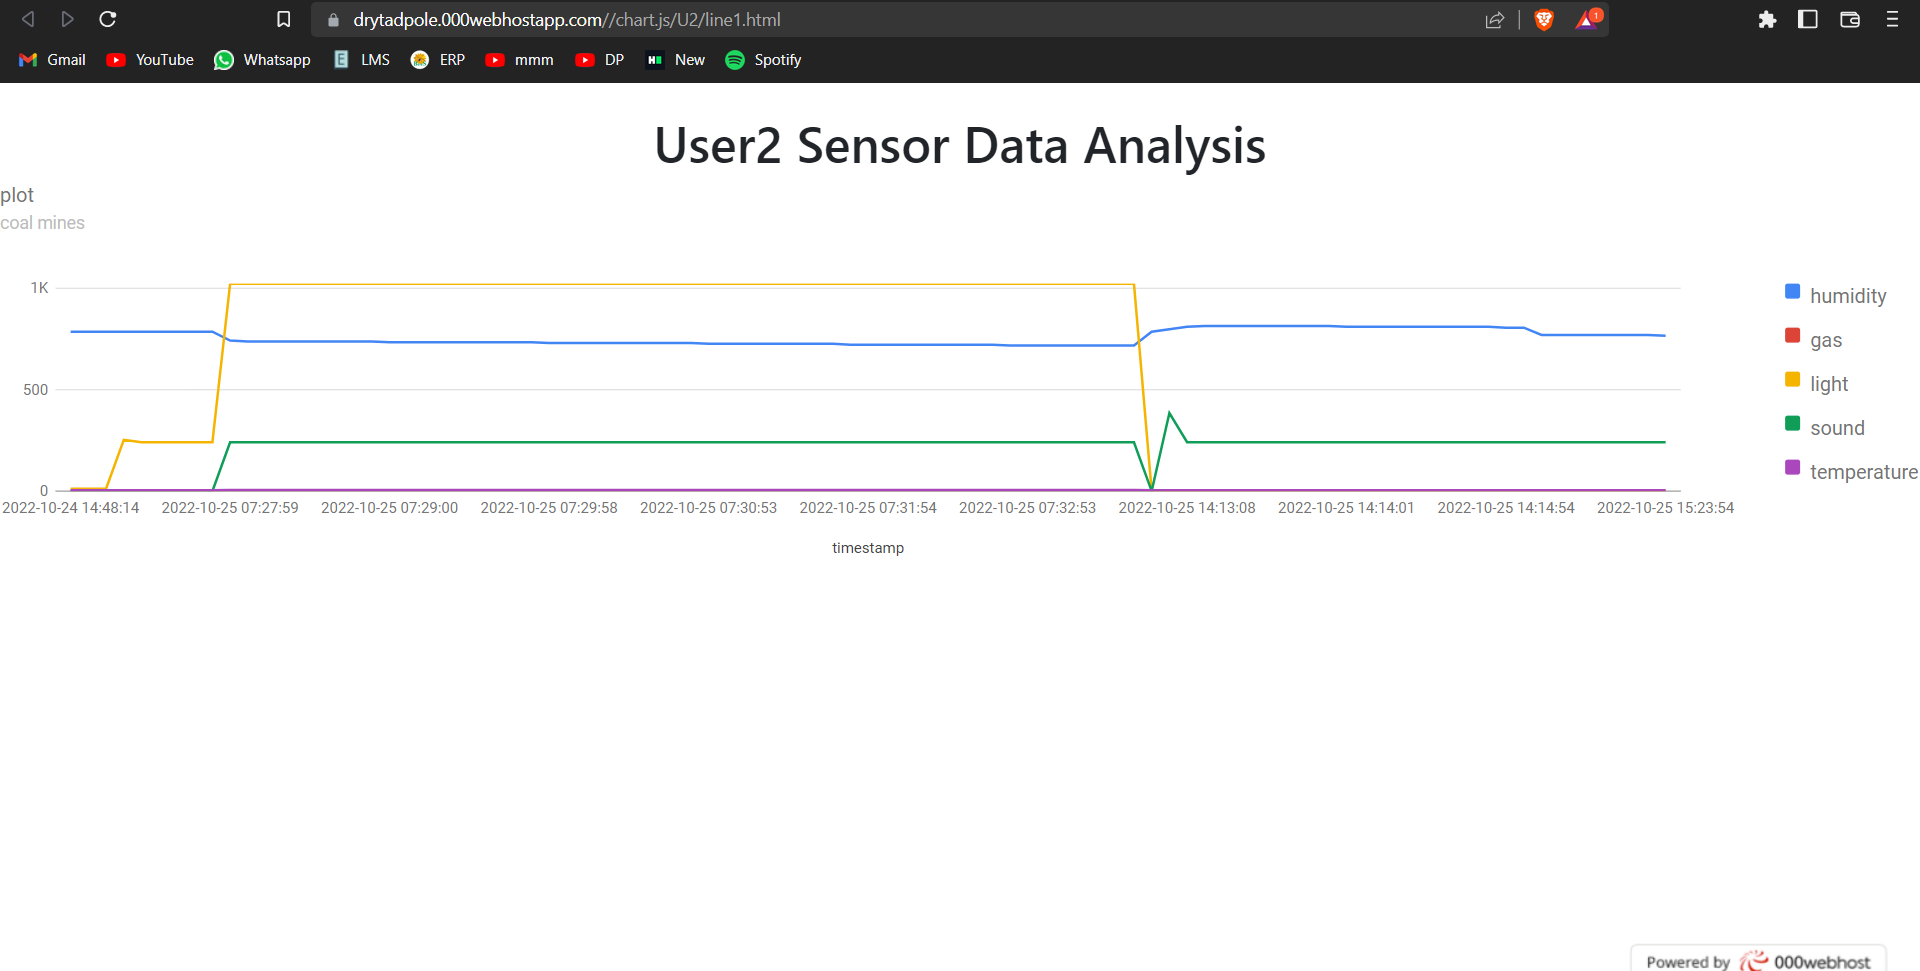 drytadpole.000webhostapp.com//chart.js/U2/line1.html
1
Gmail YouTube Whatsapp LMS ERP mmm DP New Spotify
User2 Sensor Data Analysis
plot
coal mines
1K
500
0
2022-10-24 14:48:14 2022-10-25 07:27:59 2022-10-25 07:29:00 2022-10-25 07:29:58 2022-10-25 07:30:53 2022-10-25 07:31:54 2022-10-25 07:32:53 2022-10-25 14:13:08 2022-10-25 14:14:01 2022-10-25 14:14:54 2022-10-25 15:23:54
timestamp
humidity
gas
light
sound
temperature
Powered by 000webhost